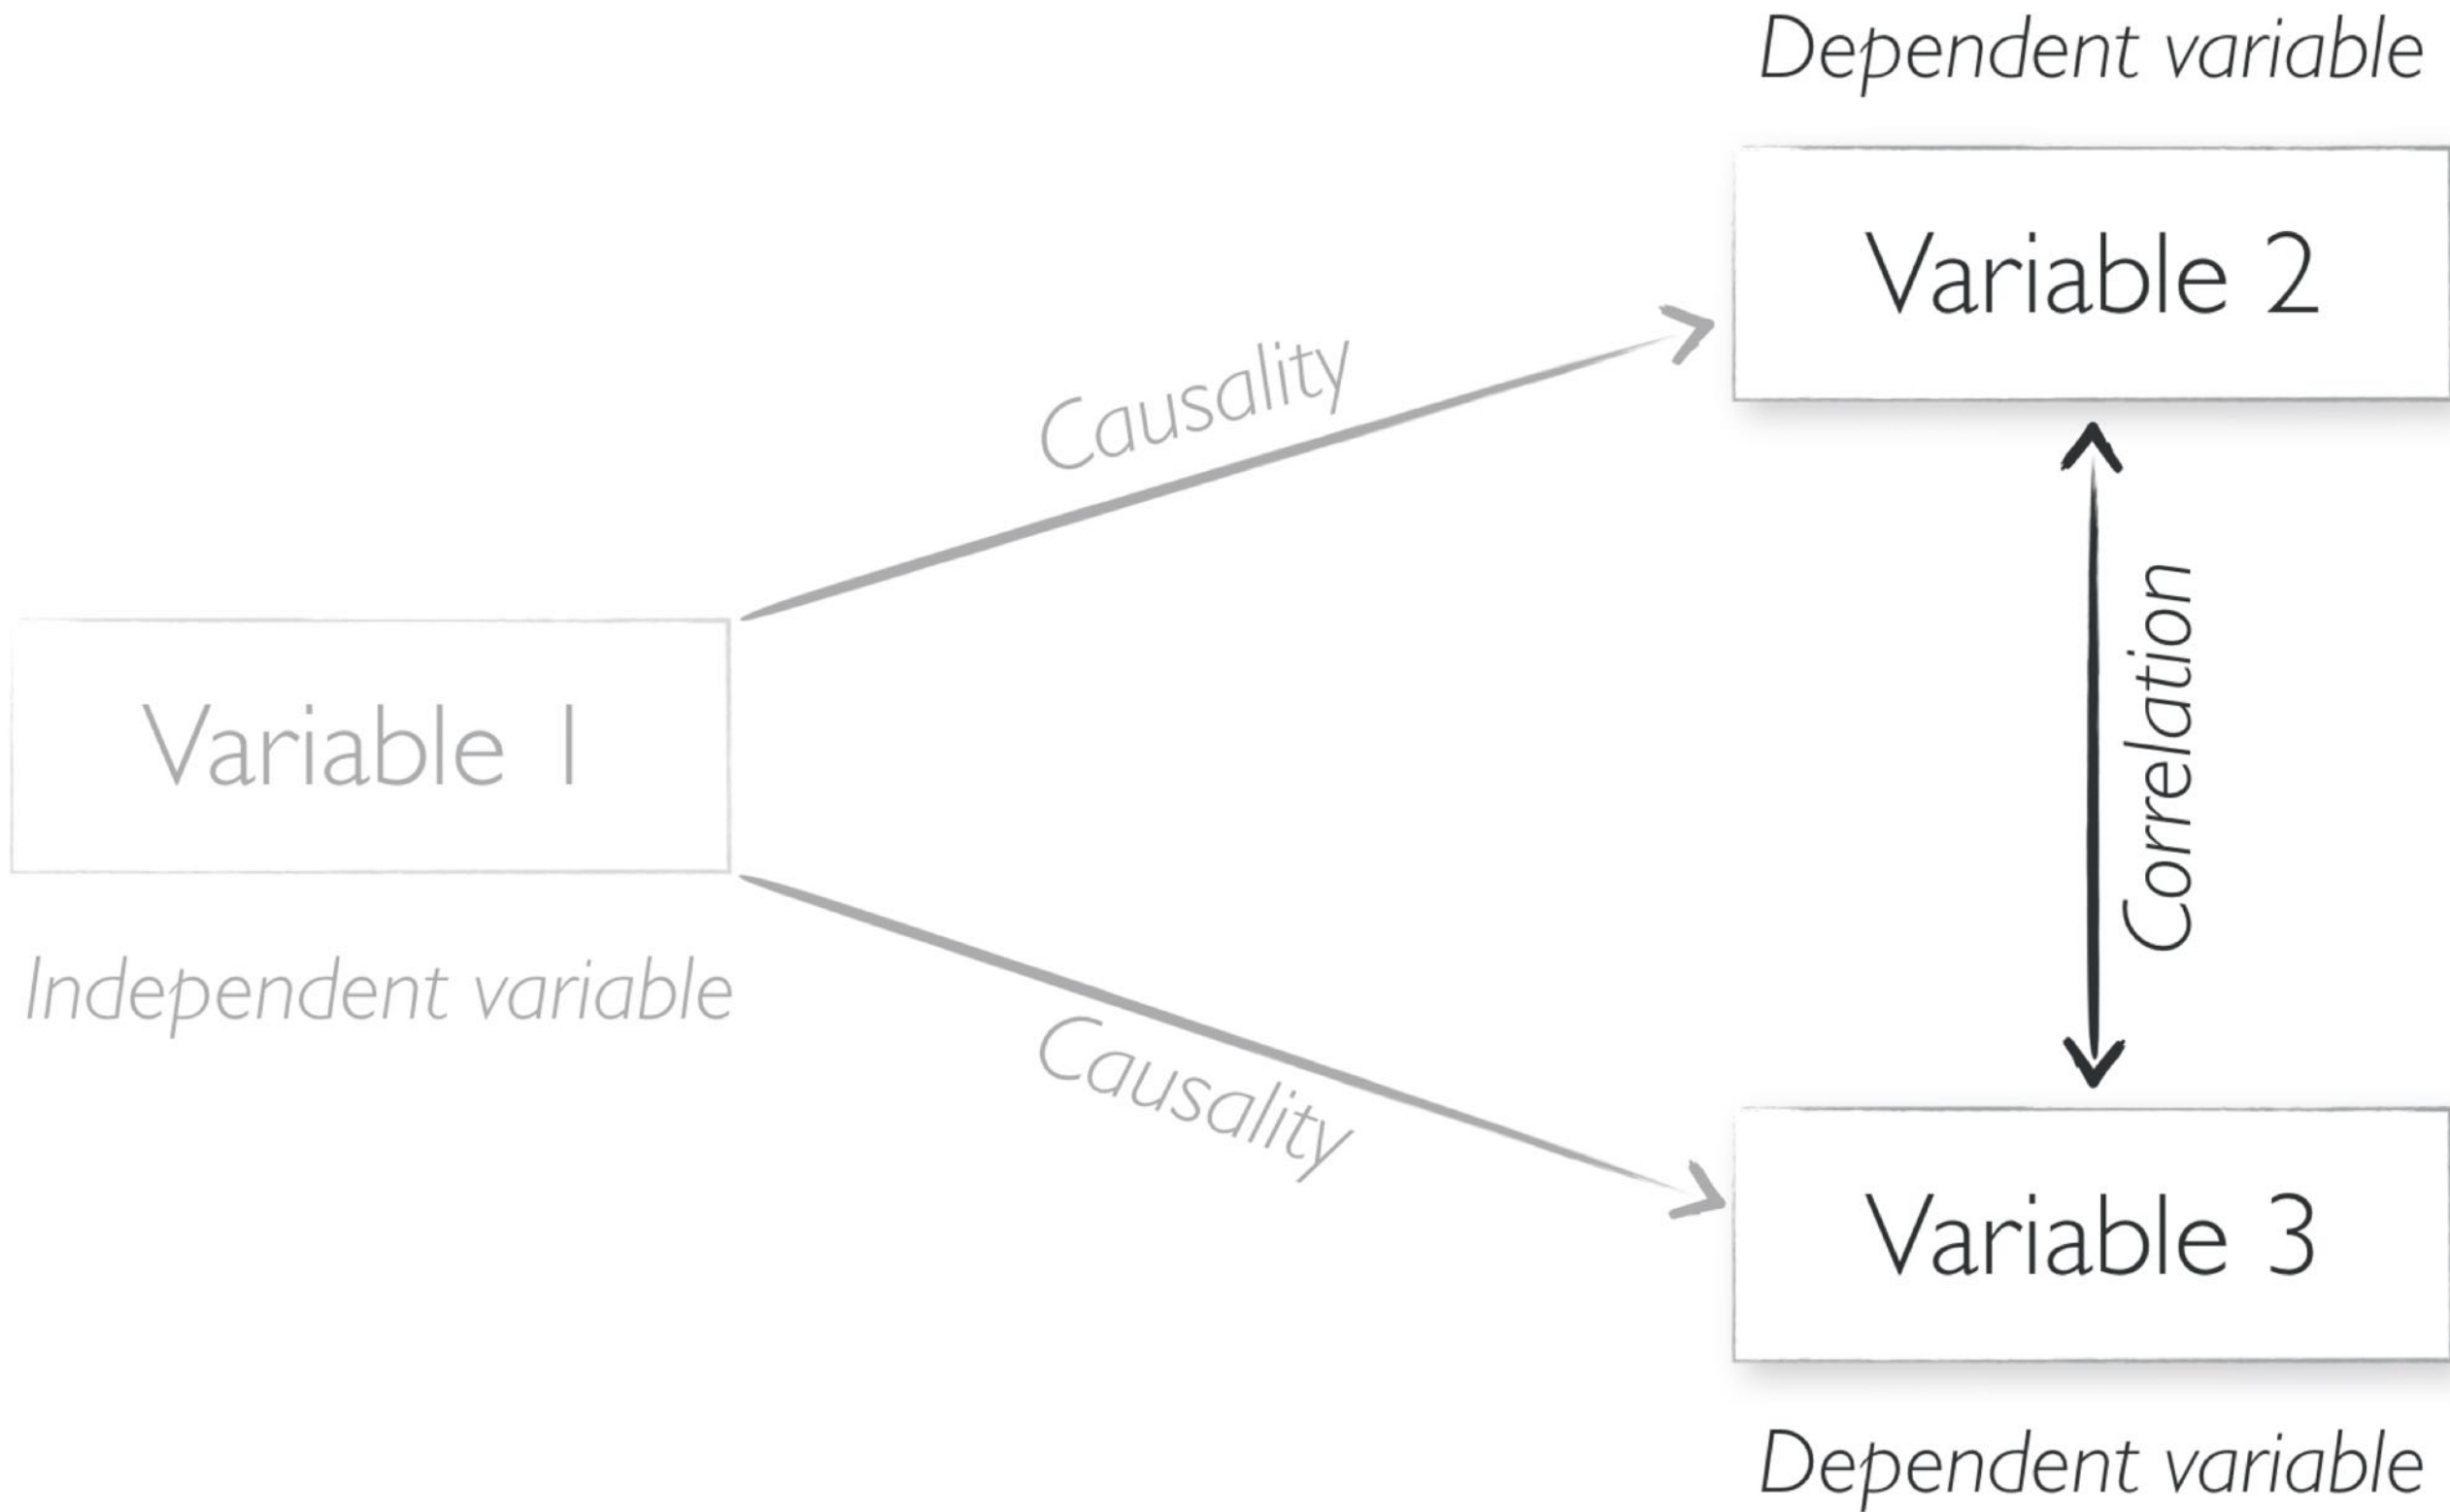 Dependent variable
Variable 2
Causality
Correlation
Variable 1
Independent variable
Causality
Variable 3
Dependent variable